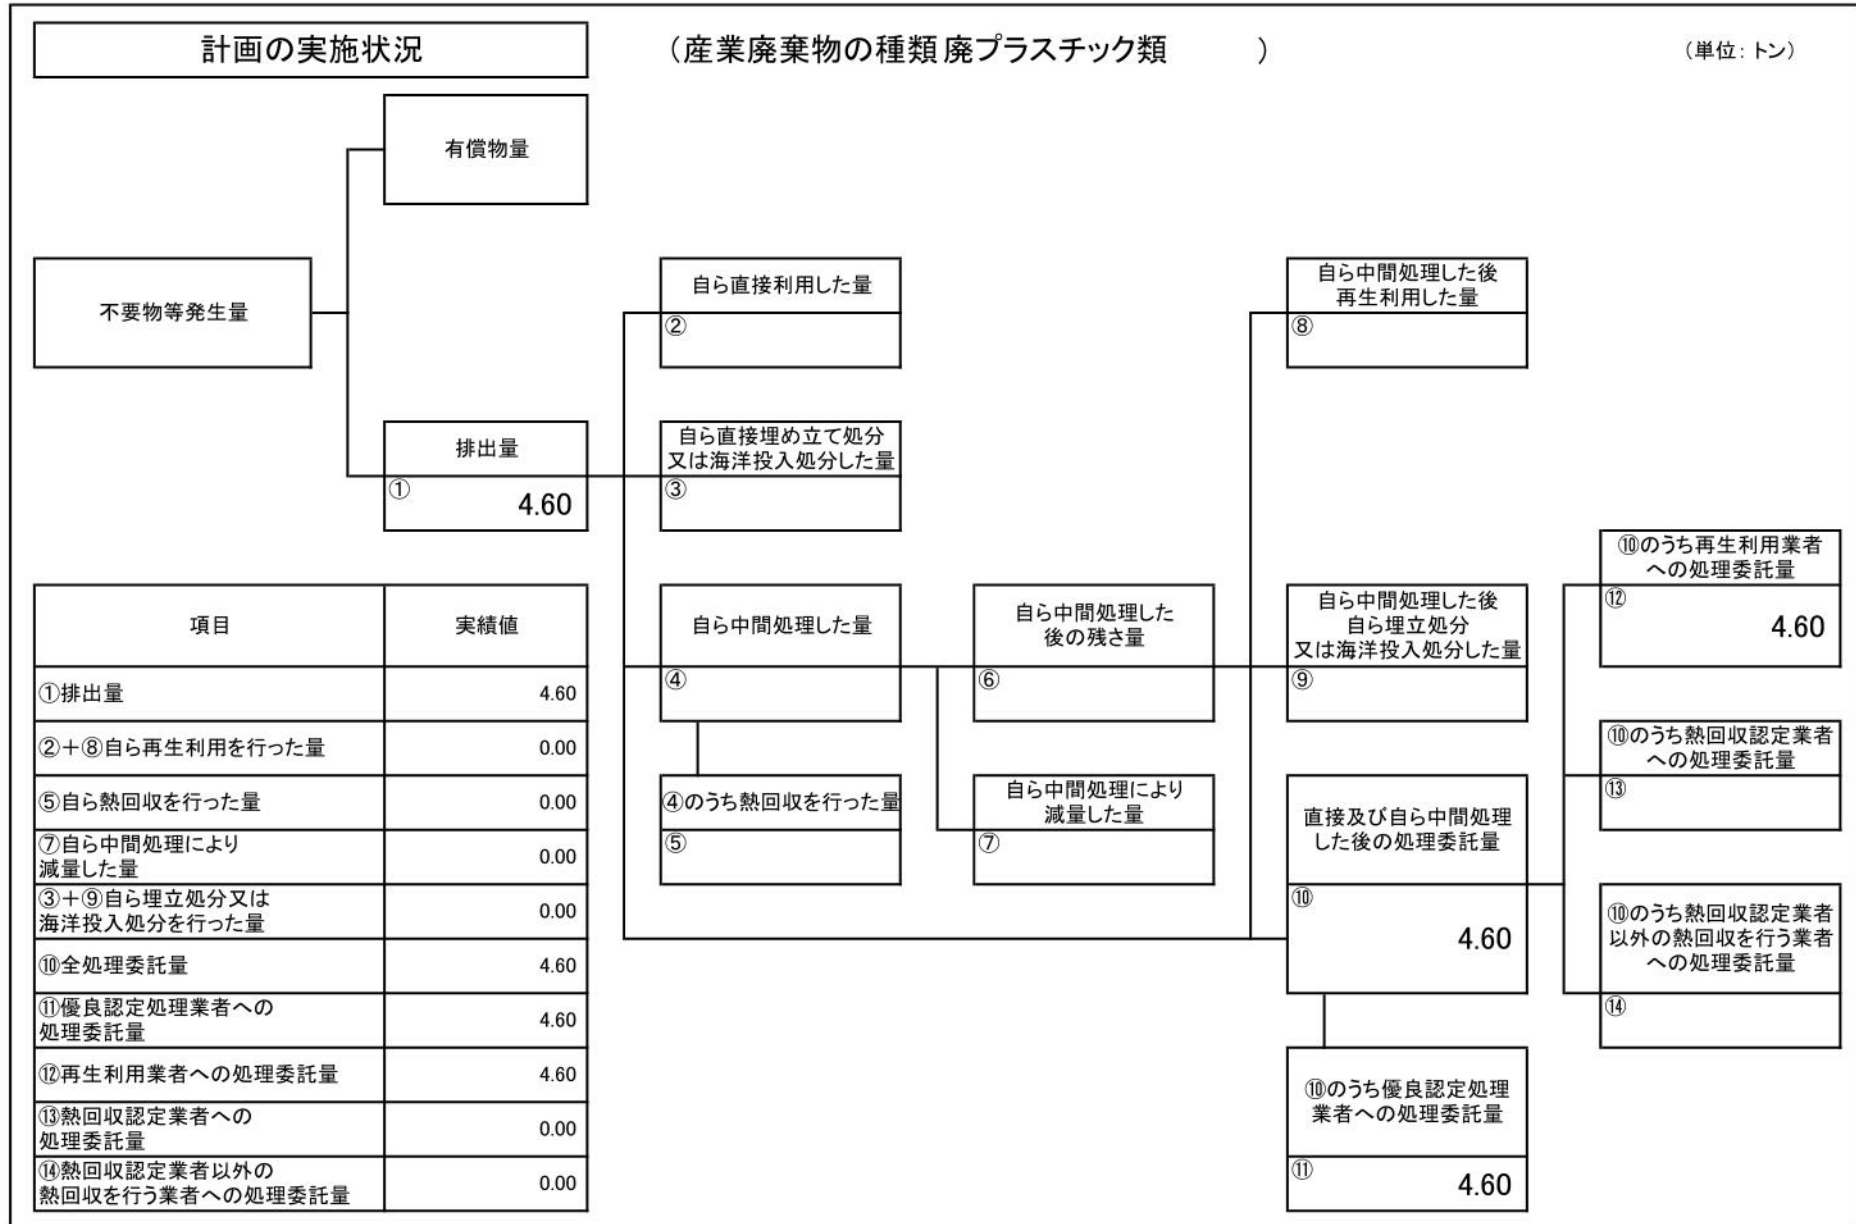 計画の実施状況
（産業廃棄物の種類 廃プラスチック類　　　）
（単位：トン）
有償物量
不要物等発生量
自ら直接利用した量
②
自ら中間処理した後
再生利用した量
⑧
排出量
① 4.60
自ら直接埋め立て処分
又は海洋投入処分した量
③
⑩のうち再生利用業者
への処理委託量
⑫ 4.60
自ら中間処理した量
④
自ら中間処理した
後の残さ量
⑥
自ら中間処理した後
自ら埋立処分
又は海洋投入処分した量
⑨
⑩のうち熱回収認定業者
への処理委託量
⑬
④のうち熱回収を行った量
⑤
自ら中間処理により
減量した量
⑦
直接及び自ら中間処理
した後の処理委託量
⑩ 4.60
⑩のうち熱回収認定業者
以外の熱回収を行う業者
への処理委託量
⑭
⑩のうち優良認定処理
業者への処理委託量
⑪ 4.60
項目 実績値
①排出量 4.60
②＋⑧自ら再生利用を行った量 0.00
⑤自ら熱回収を行った量 0.00
⑦自ら中間処理により
減量した量 0.00
③＋⑨自ら埋立処分又は
海洋投入処分を行った量 0.00
⑩全処理委託量 4.60
⑪優良認定処理業者への
処理委託量 4.60
⑫再生利用業者への処理委託量 4.60
⑬熱回収認定業者への
処理委託量 0.00
⑭熱回収認定業者以外の
熱回収を行う業者への処理委託量 0.00